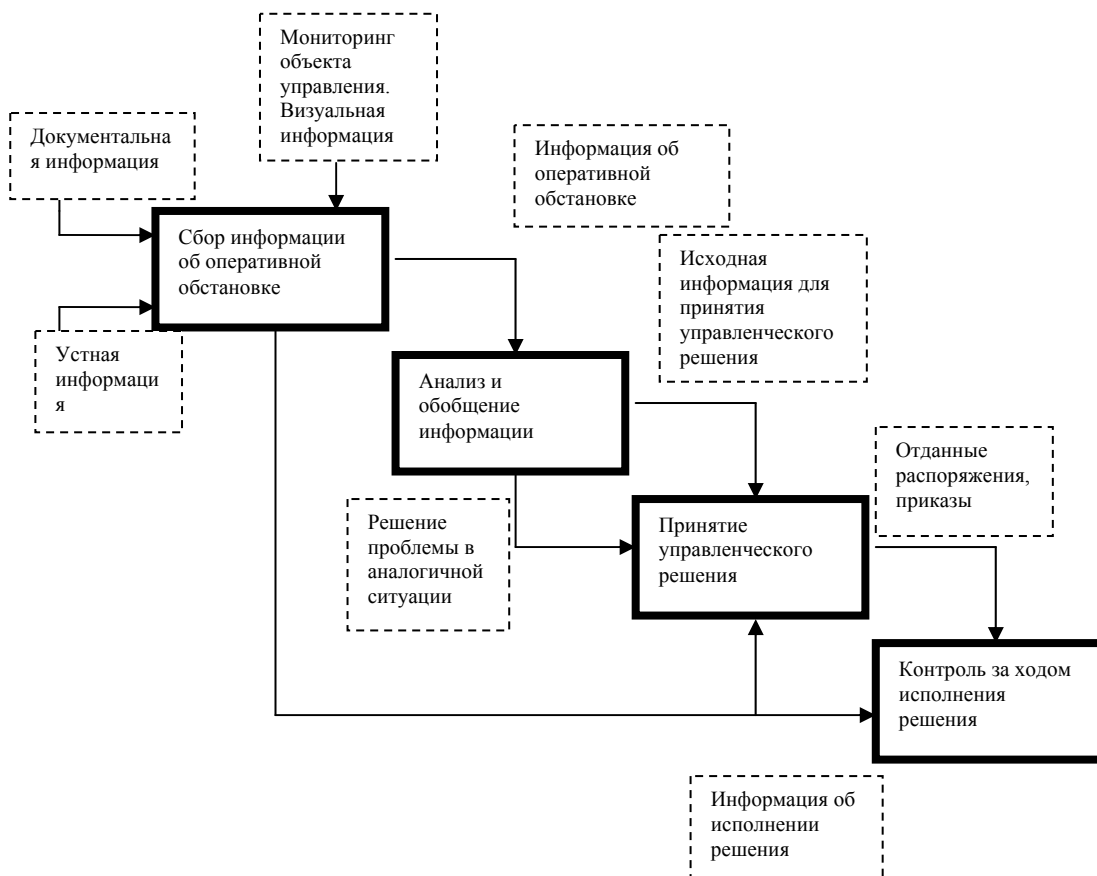 Мониторинг
объекта
управления.
Визуальная
информация
Документальна
я информация
Информация об
оперативной
обстановке
Сбор информации
об оперативной
обстановке
Исходная
информация для
принятия
управленческого
решения
Устная
информаци
я
Анализ и
обобщение
информации
Отданные
распоряжения,
приказы
Решение
проблемы в
аналогичной
ситуации
Принятие
управленческого
решения
Контроль за ходом
исполнения
решения
Информация об
исполнении
решения